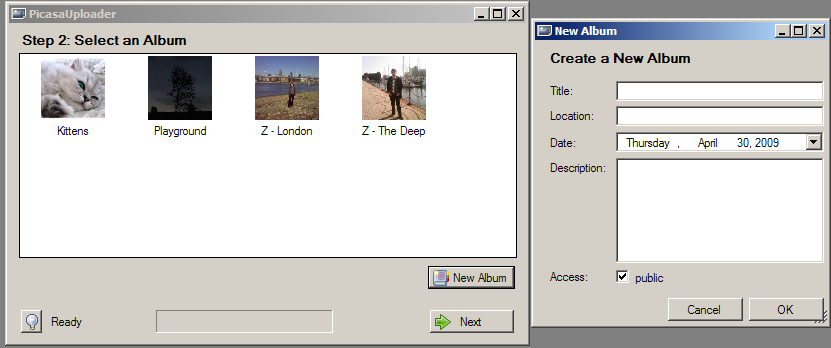 PicasaUploader
Step 2: Select an Album
Kittens
Playground
Z - London
Z - The Deep
New Album
Ready
Next
New Album
Create a New Album
Title:
Location:
Date:
Thursday , April 30, 2009
Description:
Access:
public
Cancel
OK